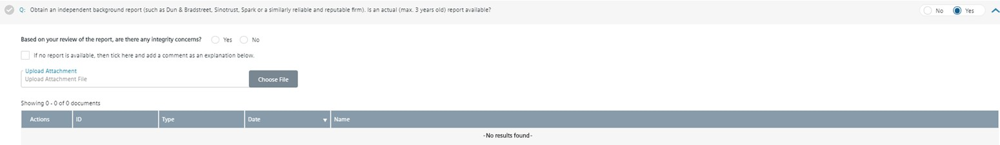 Q: Obtain an independent background report (such as Dun & Bradstreet, Sinotrust, Spark or a similarly reliable and reputable firm). Is an actual (max. 3 years old) report available? No Yes
Based on your review of the report, are there any integrity concerns? Yes No
If no report is available, then tick here and add a comment as an explanation below.
Upload Attachment
Upload Attachment File Choose File
Showing 0 - 0 of 0 documents
Actions ID Type Date Name
-No results found-